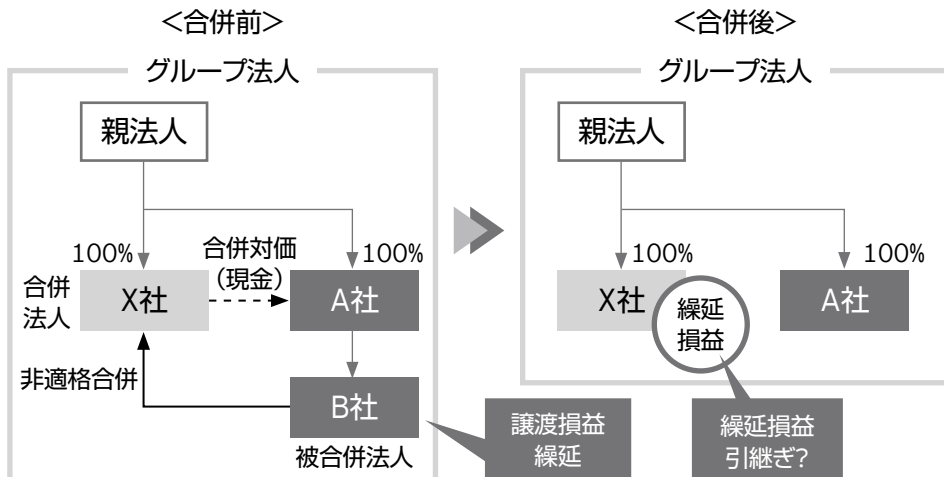 <合併前>
グループ法人
親法人
100%
合併対価
(現金)
100%
合併
法人
X社
A社
非適格合併
B社
被合併法人
譲渡損益
繰延
<合併後>
グループ法人
親法人
100%
100%
X社
繰延
損益
A社
繰延損益
引継ぎ?